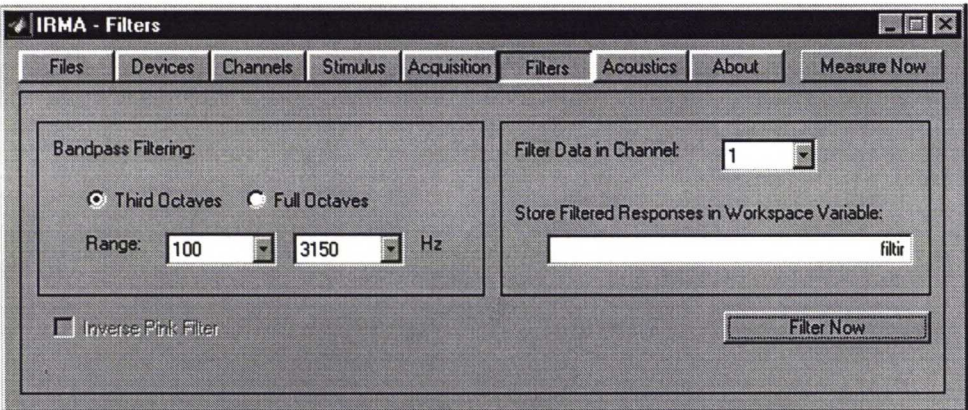 IRMA - Filters
Files Devices Channels Stimulus Acquisition Filters Acoustics About Measure Now
Bandpass Filtering:
Third Octaves Full Octaves
Range: 100 3150 Hz
Filter Data in Channel: 1
Store Filtered Responses in Workspace Variable:
filtir
Inverse Pink Filter
Filter Now